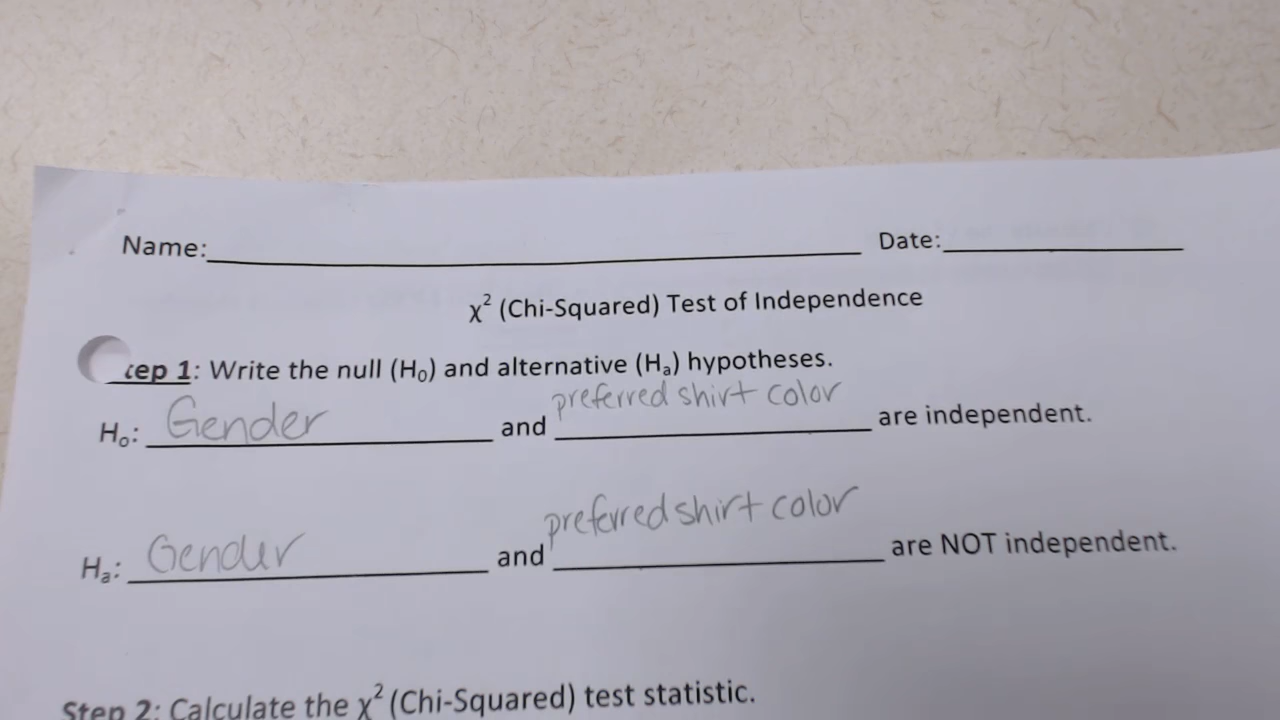 Name: Date:
χ² (Chi-Squared) Test of Independence
tep 1: Write the null (H₀) and alternative (Hₐ) hypotheses.
H₀: Gender and preferred shirt color are independent.
Hₐ: Gender and preferred shirt color are NOT independent.
Step 2: Calculate the χ² (Chi-Squared) test statistic.